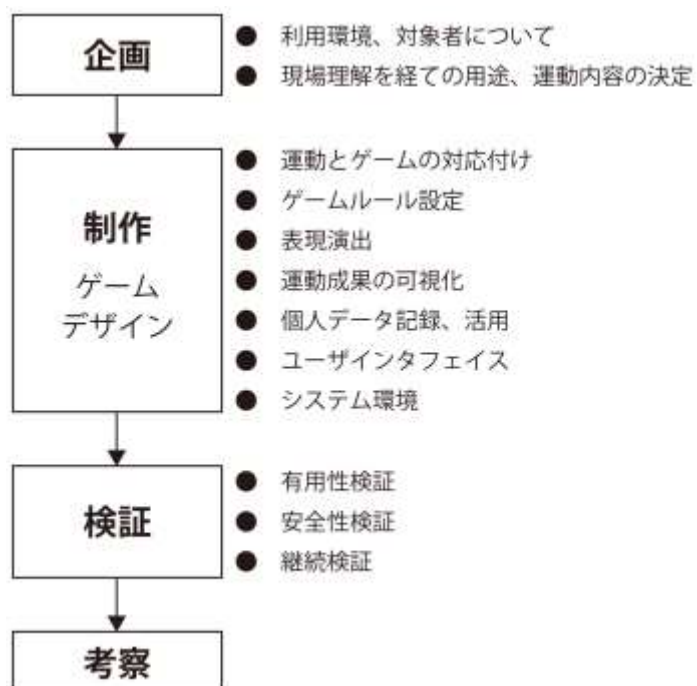 企画
● 利用環境、対象者について
● 現場理解を経ての用途、運動内容の決定
制作
ゲーム
デザイン
● 運動とゲームの対応付け
● ゲームルール設定
● 表現演出
● 運動成果の可視化
● 個人データ記録、活用
● ユーザインタフェイス
● システム環境
検証
● 有用性検証
● 安全性検証
● 継続検証
考察